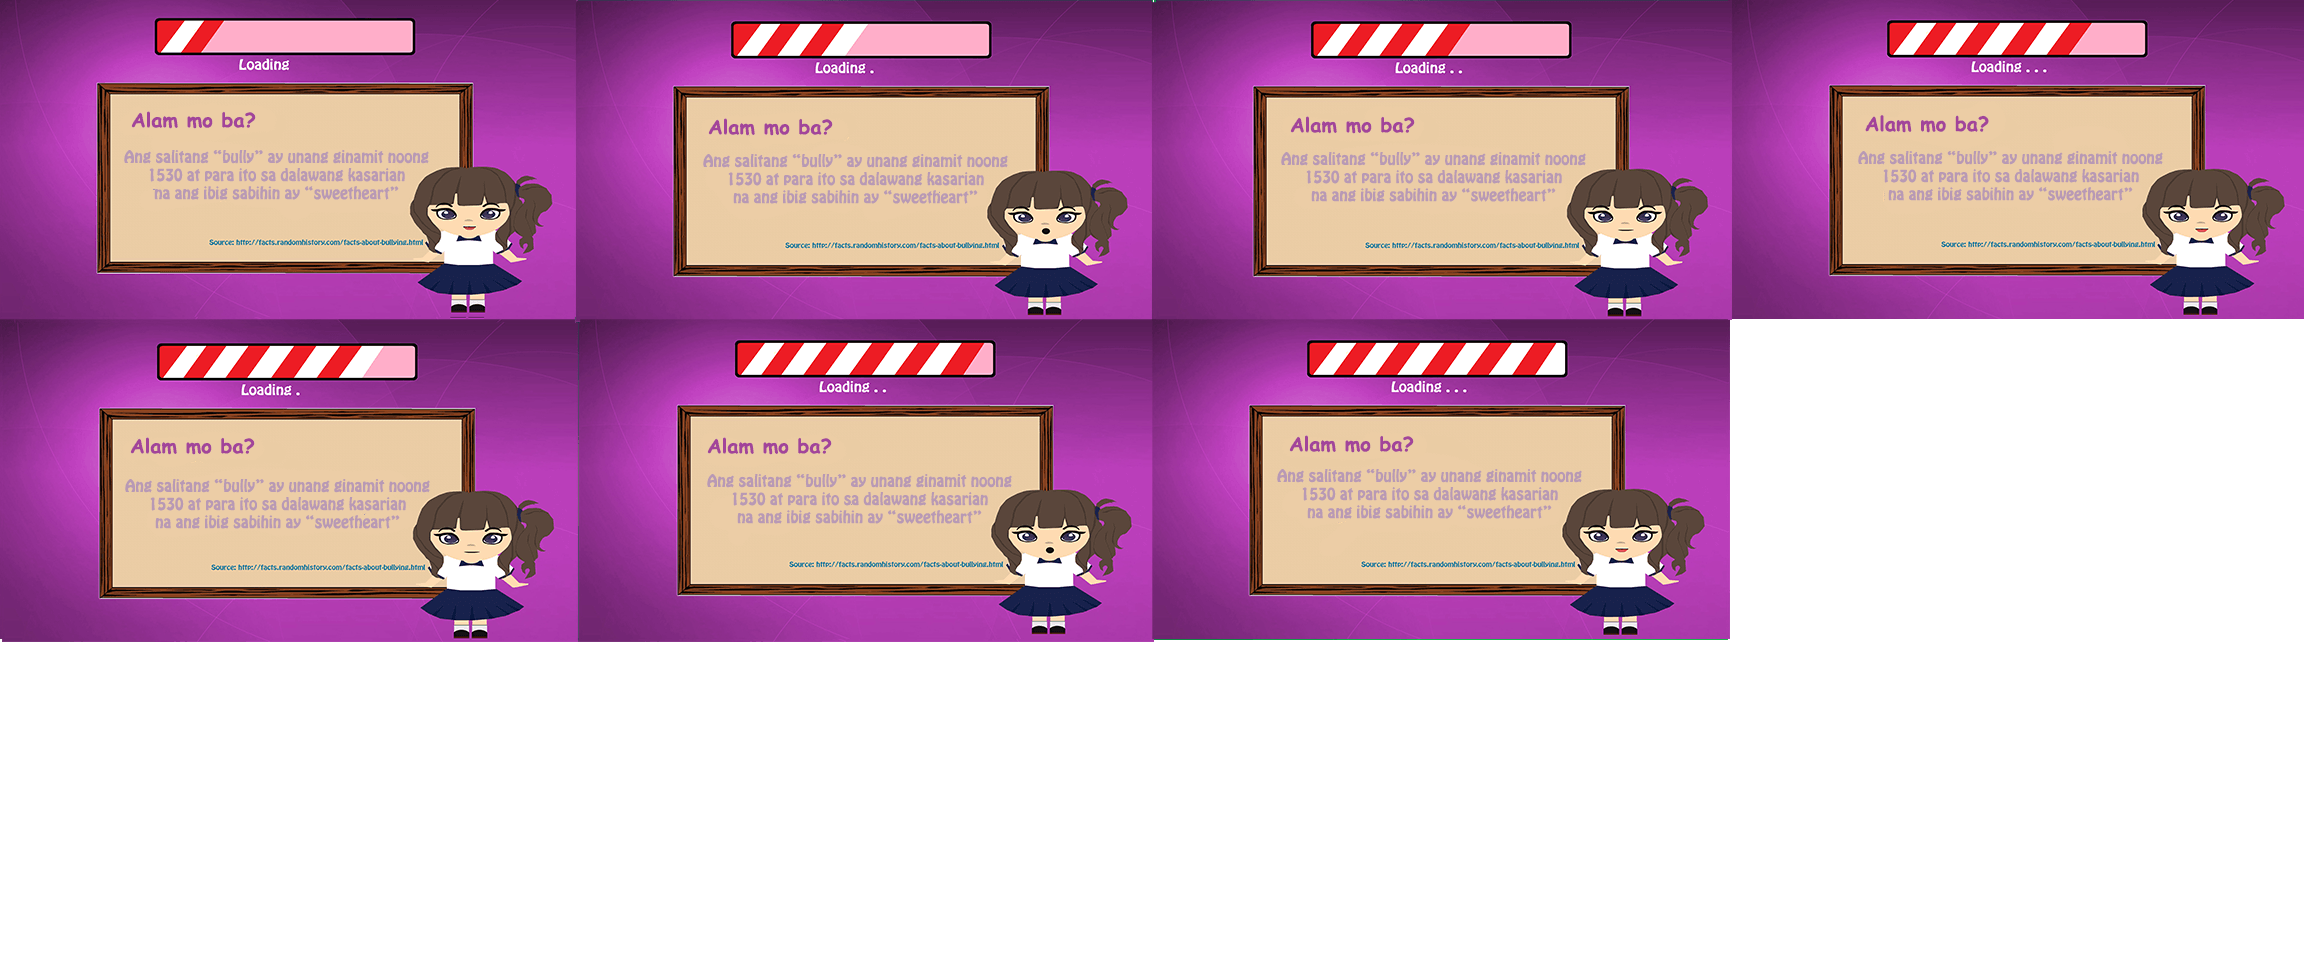 Loading
Alam mo ba?
Ang salitang “bully” ay unang ginamit noong
1530 at para ito sa dalawang kasarian
na ang ibig sabihin ay “sweetheart”
Source: http://facts.randomhistory.com/facts-about-bullying.html
Loading .
Alam mo ba?
Ang salitang “bully” ay unang ginamit noong
1530 at para ito sa dalawang kasarian
na ang ibig sabihin ay “sweetheart”
Source: http://facts.randomhistory.com/facts-about-bullying.html
Loading . .
Alam mo ba?
Ang salitang “bully” ay unang ginamit noong
1530 at para ito sa dalawang kasarian
na ang ibig sabihin ay “sweetheart”
Source: http://facts.randomhistory.com/facts-about-bullying.html
Loading . . .
Alam mo ba?
Ang salitang “bully” ay unang ginamit noong
1530 at para ito sa dalawang kasarian
na ang ibig sabihin ay “sweetheart”
Source: http://facts.randomhistory.com/facts-about-bullying.html
Loading .
Alam mo ba?
Ang salitang “bully” ay unang ginamit noong
1530 at para ito sa dalawang kasarian
na ang ibig sabihin ay “sweetheart”
Source: http://facts.randomhistory.com/facts-about-bullying.html
Loading . .
Alam mo ba?
Ang salitang “bully” ay unang ginamit noong
1530 at para ito sa dalawang kasarian
na ang ibig sabihin ay “sweetheart”
Source: http://facts.randomhistory.com/facts-about-bullying.html
Loading . . .
Alam mo ba?
Ang salitang “bully” ay unang ginamit noong
1530 at para ito sa dalawang kasarian
na ang ibig sabihin ay “sweetheart”
Source: http://facts.randomhistory.com/facts-about-bullying.html